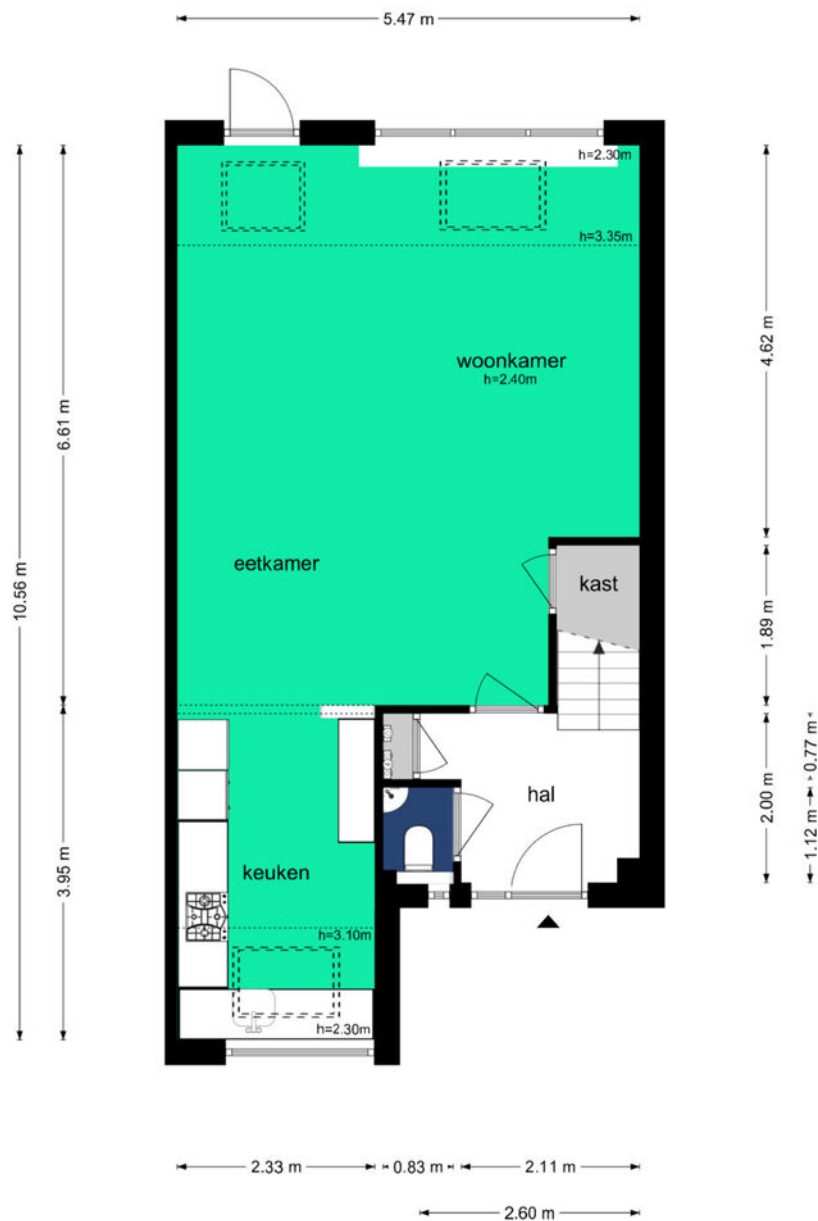 5.47 m
h=2.30m
h=3.35m
woonkamer
h=2.40m
4.62 m
6.61 m
10.56 m
eetkamer
kast
1.89 m
hal
2.00 m
0.77 m
1.12 m
keuken
3.95 m
h=3.10m
h=2.30m
2.33 m
0.83 m
2.11 m
2.60 m